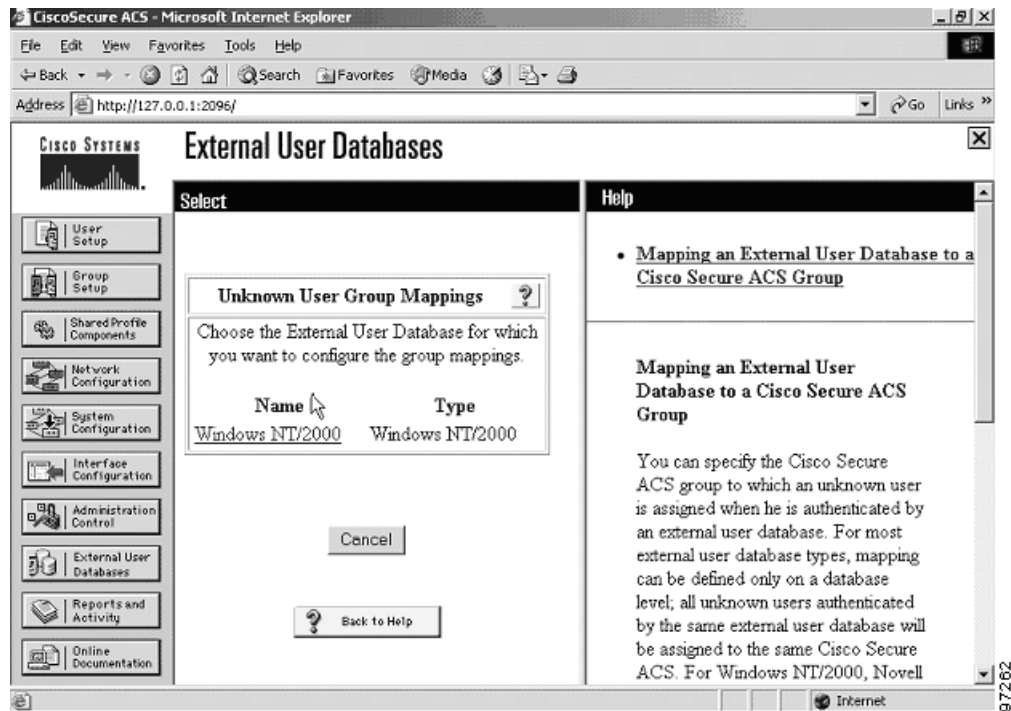 CiscoSecure ACS - Microsoft Internet Explorer
File Edit View Favorites Tools Help
Back Search Favorites Media
Address http://127.0.0.1:2096/ Go Links »
CISCO SYSTEMS
External User Databases
User
Setup
Group
Setup
Shared Profile
Components
Network
Configuration
System
Configuration
Interface
Configuration
Administration
Control
External User
Databases
Reports and
Activity
Online
Documentation
Select
Unknown User Group Mappings ?
Choose the External User Database for which
you want to configure the group mappings.
Name Type
Windows NT/2000 Windows NT/2000
Cancel
? Back to Help
Help
• Mapping an External User Database to a
Cisco Secure ACS Group
Mapping an External User
Database to a Cisco Secure ACS
Group
You can specify the Cisco Secure
ACS group to which an unknown user
is assigned when he is authenticated by
an external user database. For most
external user database types, mapping
can be defined only on a database
level; all unknown users authenticated
by the same external user database will
be assigned to the same Cisco Secure
ACS. For Windows NT/2000, Novell
Internet
97262